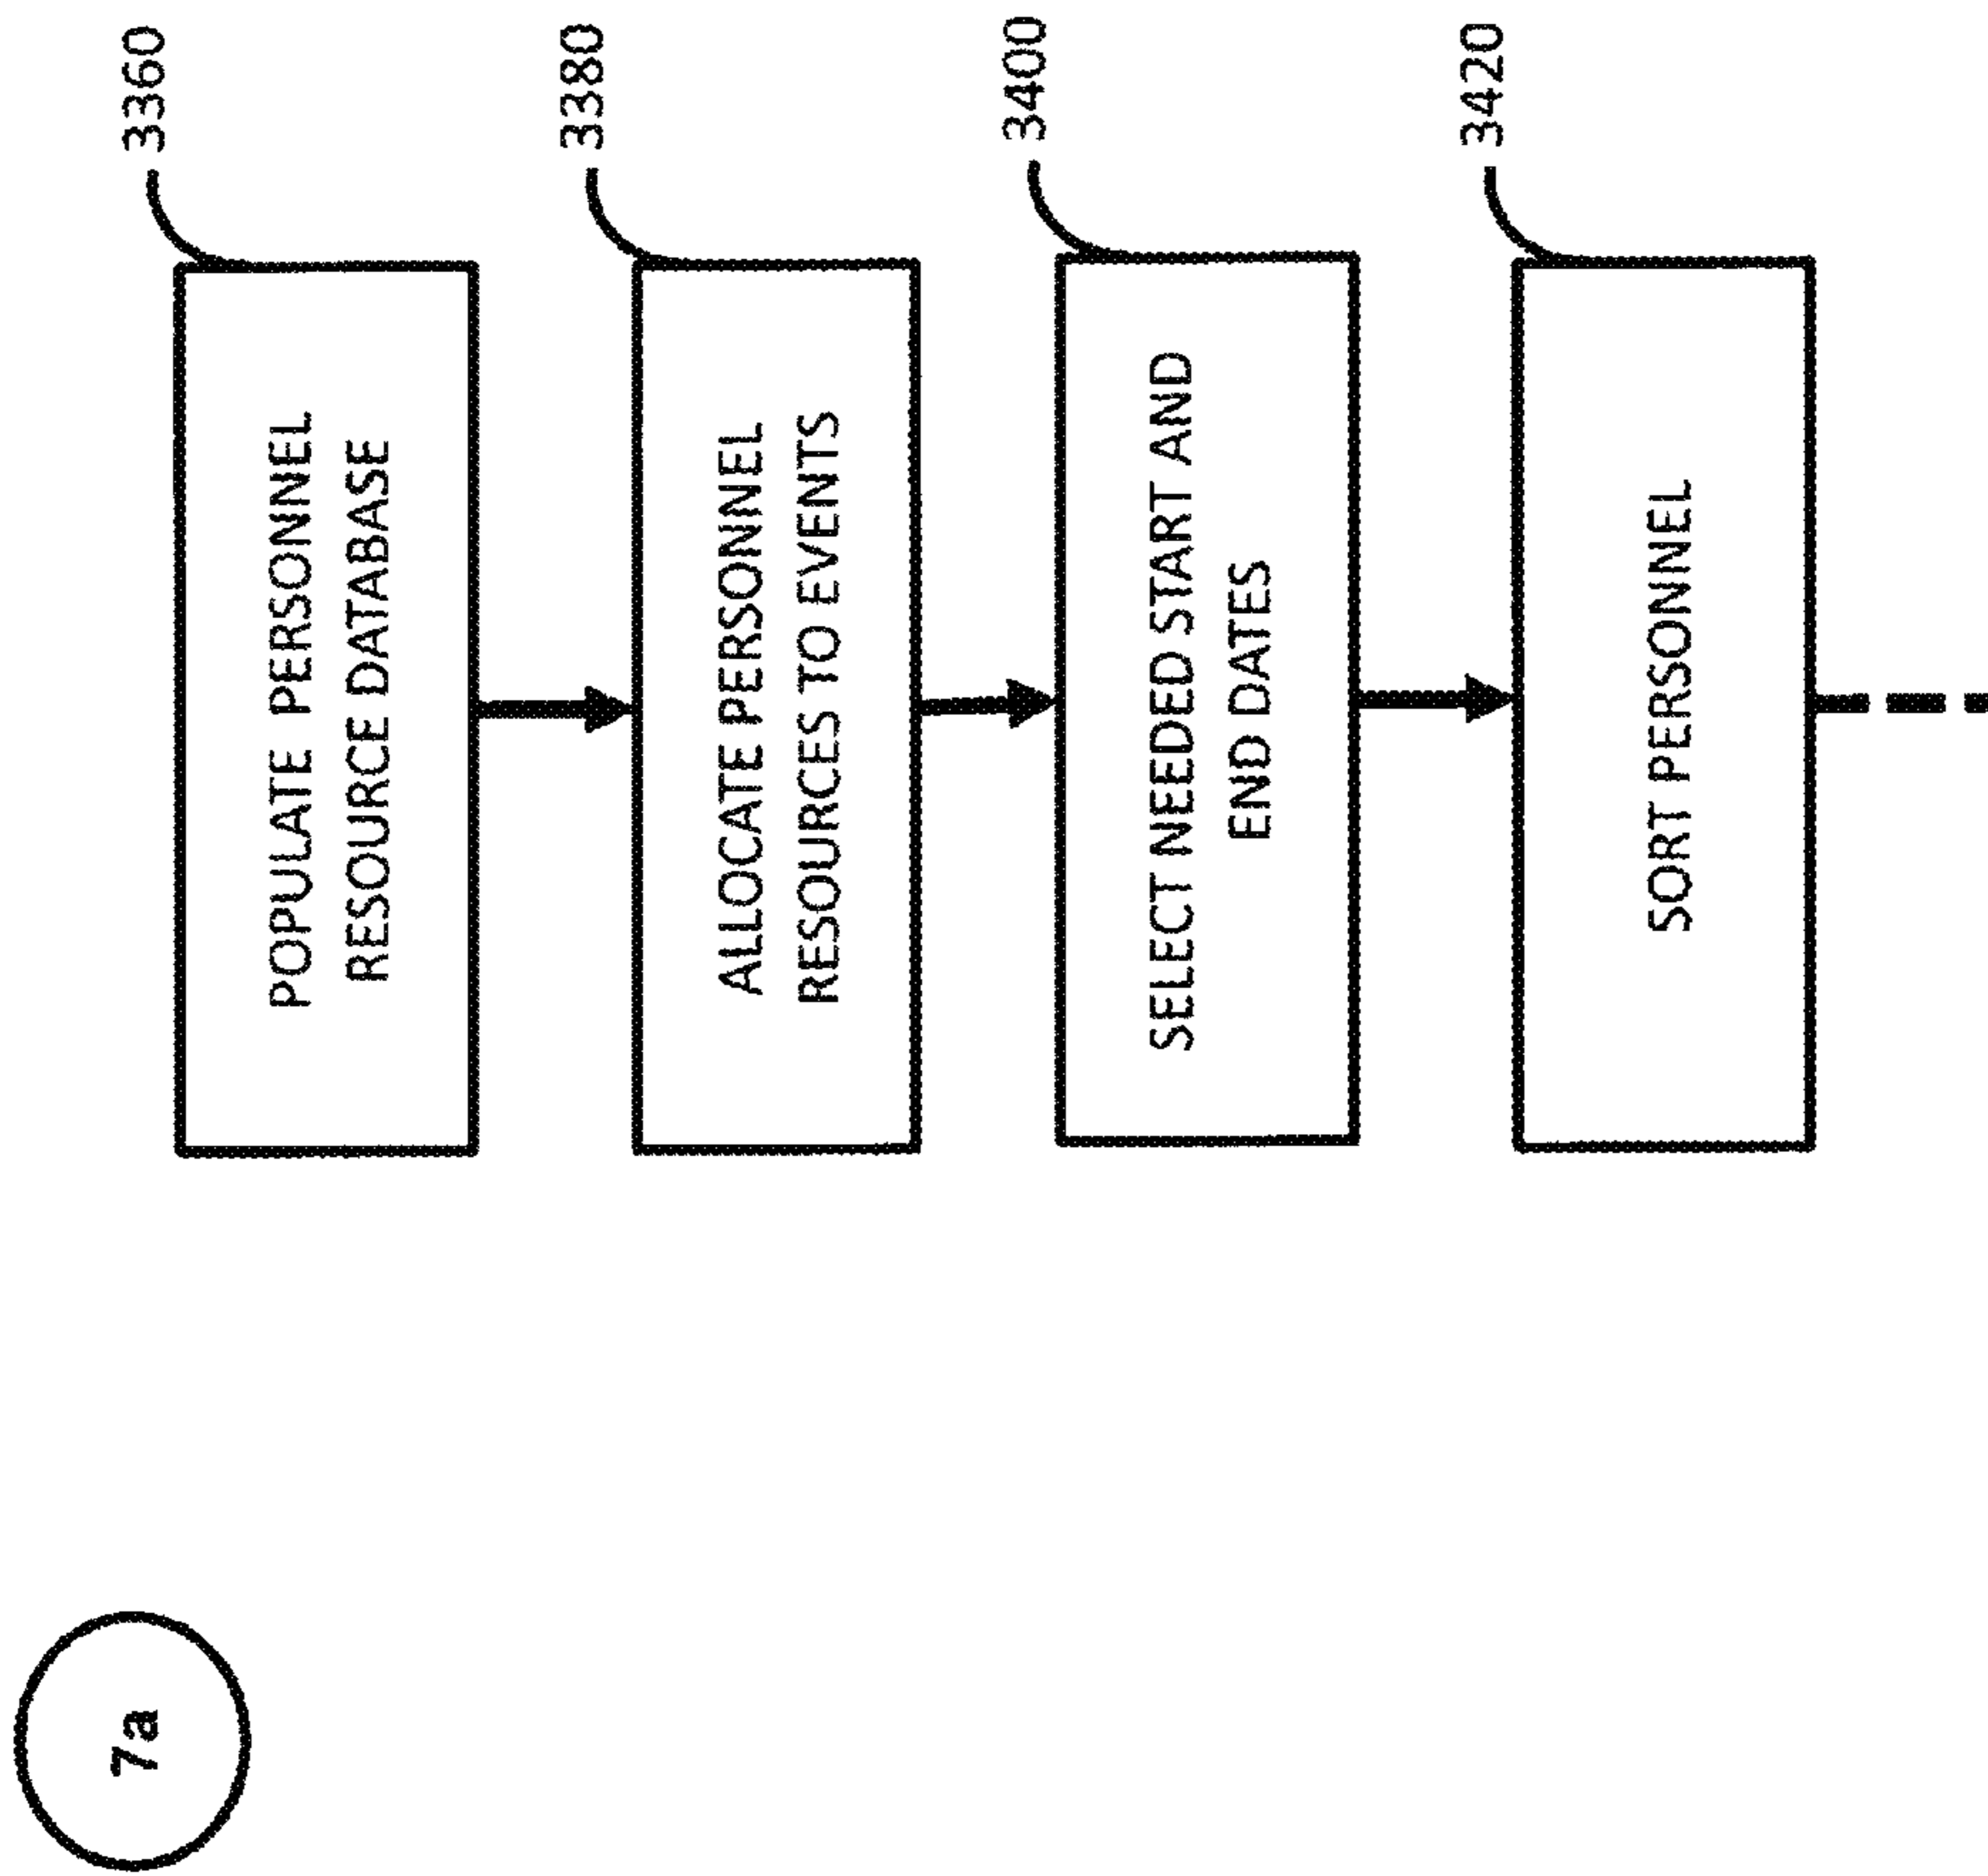 7a
3360
POPULATE PERSONNEL
RESOURCE DATABASE
3380
ALLOCATE PERSONNEL
RESOURCES TO EVENTS
3400
SELECT NEEDED START AND
END DATES
3420
SORT PERSONNEL